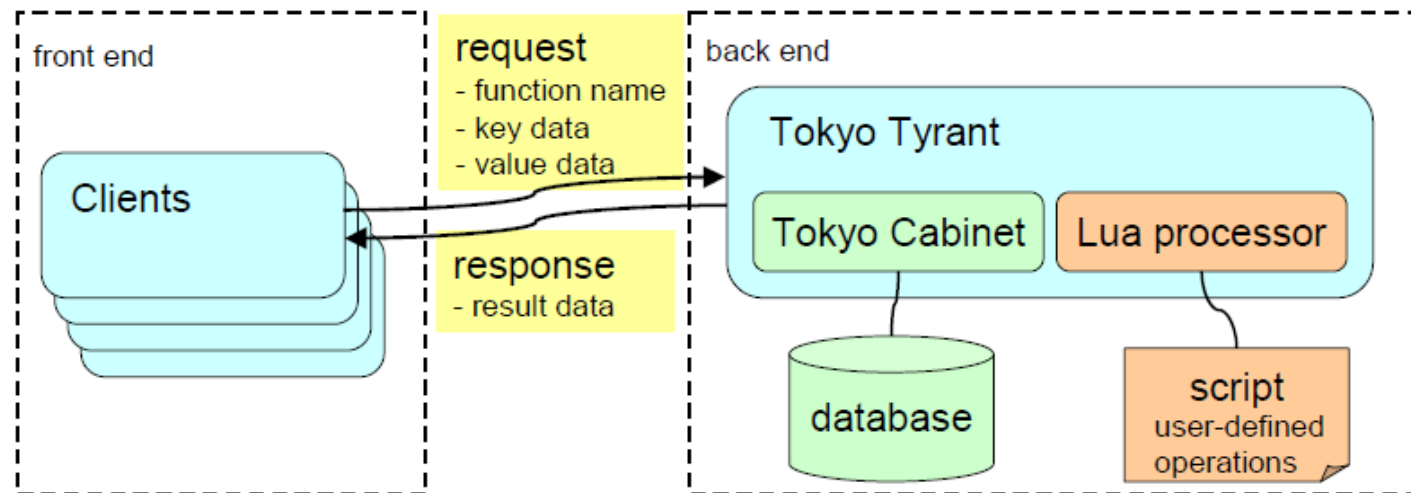 front end
Clients
request
- function name
- key data
- value data
response
- result data
back end
Tokyo Tyrant
Tokyo Cabinet
Lua processor
database
script
user-defined
operations